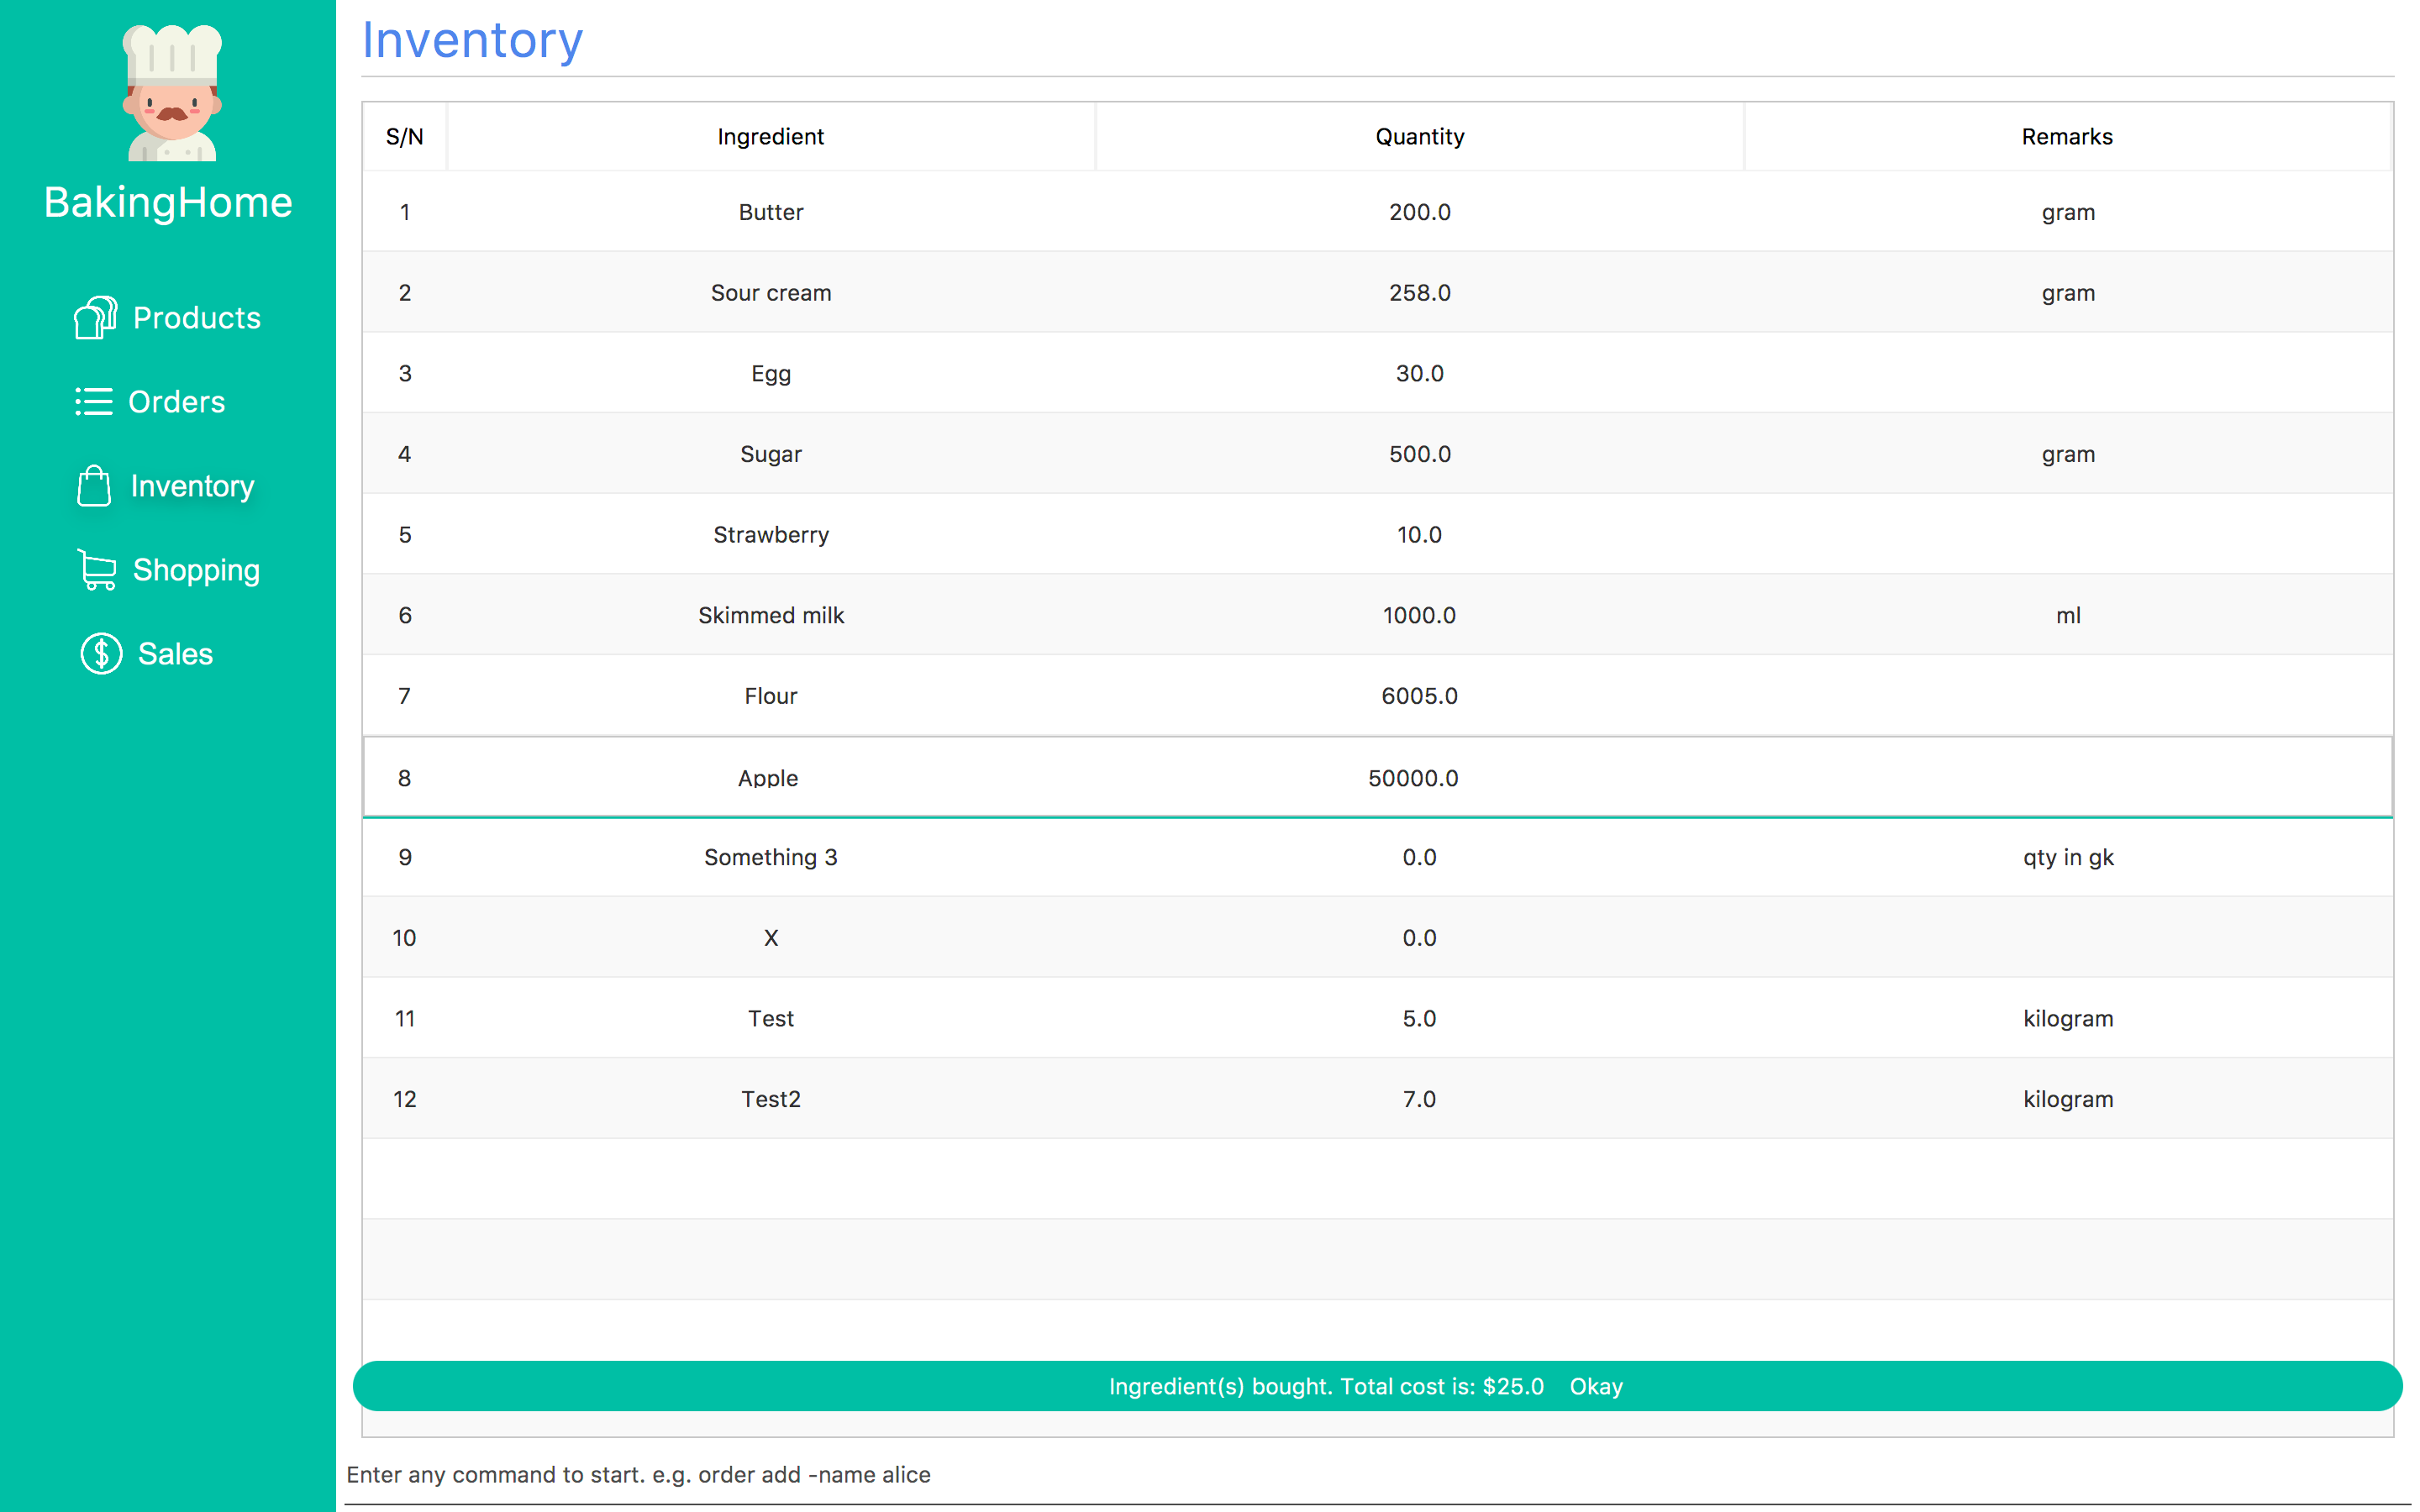 BakingHome
Products
Orders
Inventory
Shopping
Sales
Inventory
S/N Ingredient Quantity Remarks
1 Butter 200.0 gram
2 Sour cream 258.0 gram
3 Egg 30.0
4 Sugar 500.0 gram
5 Strawberry 10.0
6 Skimmed milk 1000.0 ml
7 Flour 6005.0
8 Apple 50000.0
9 Something 3 0.0 qty in gk
10 X 0.0
11 Test 5.0 kilogram
12 Test2 7.0 kilogram
Ingredient(s) bought. Total cost is: $25.0 Okay
Enter any command to start. e.g. order add -name alice